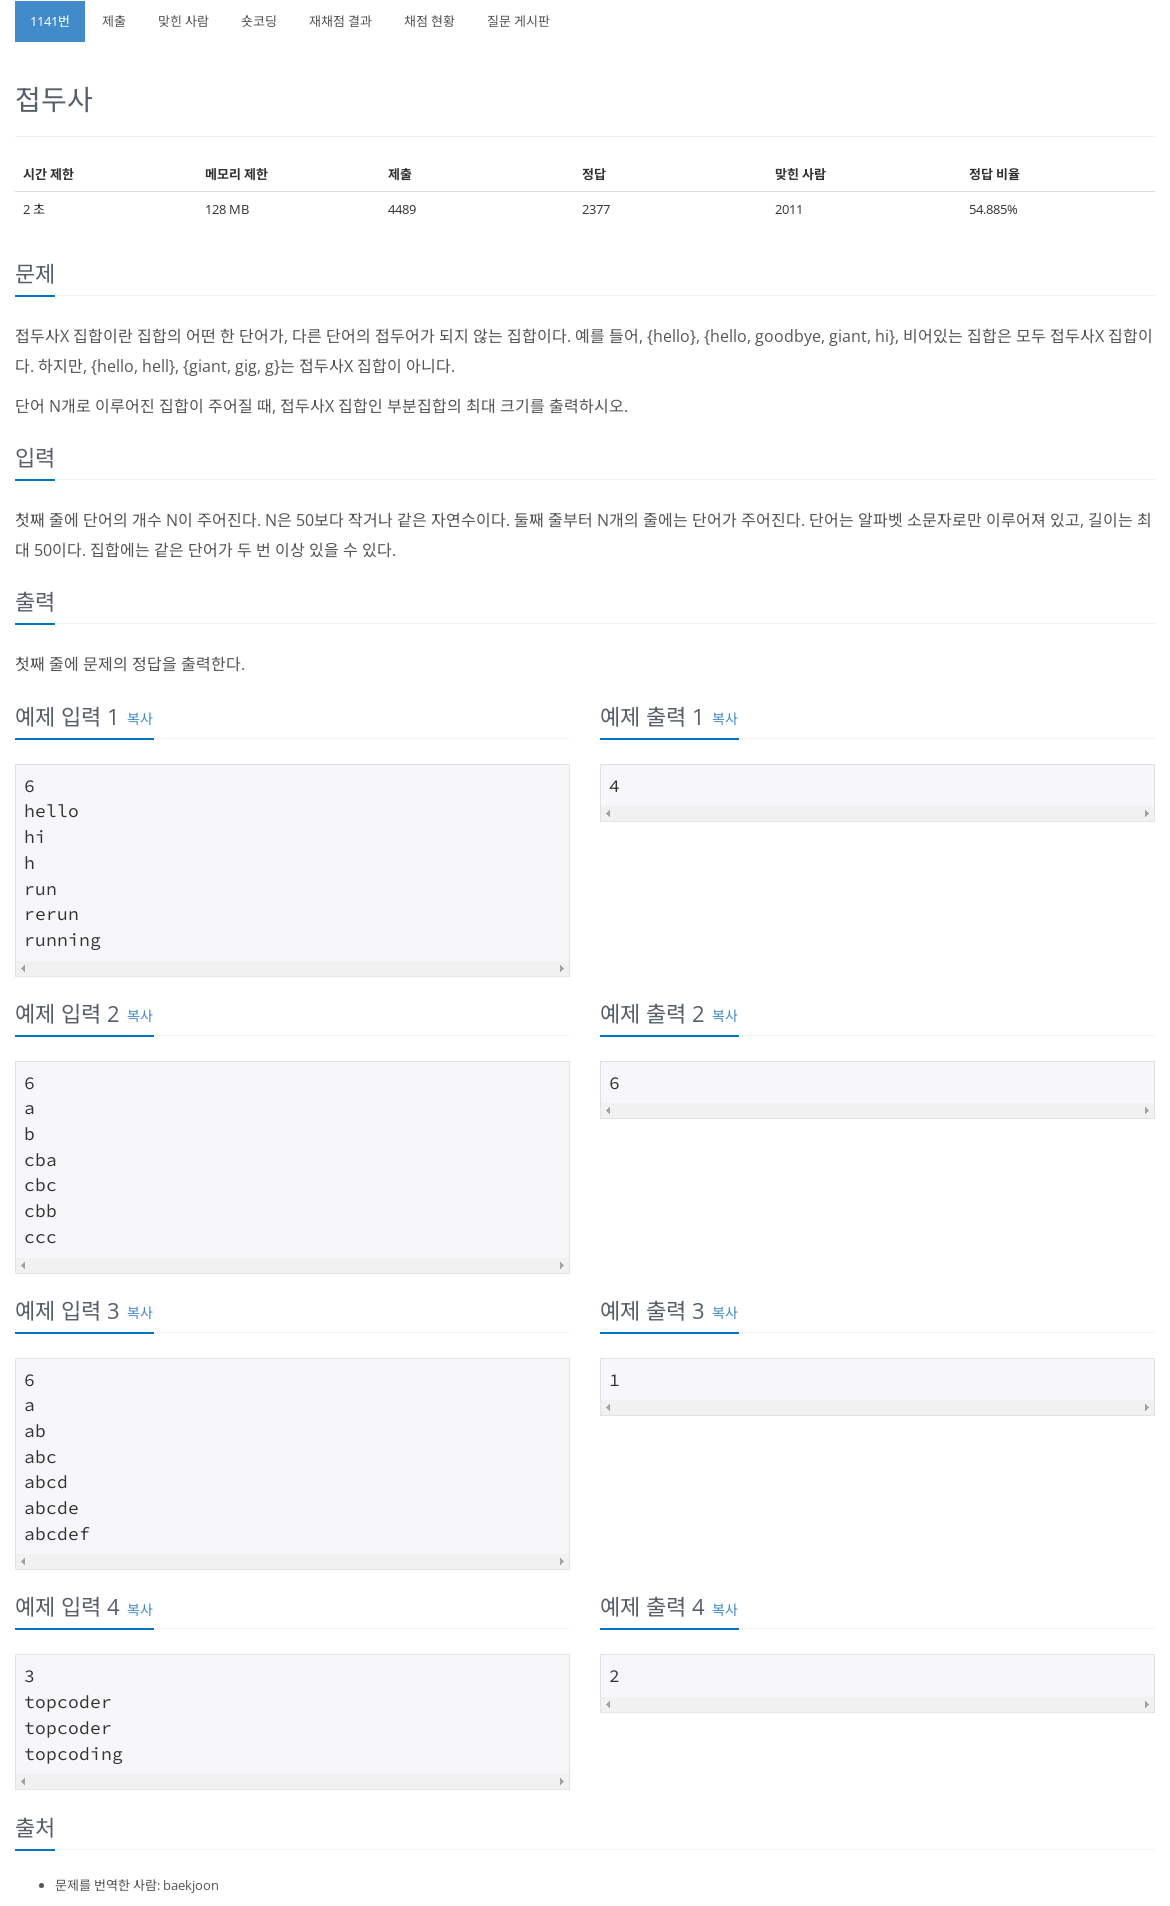 1141번 제출 맞힌 사람 숏코딩 재채점 결과 채점 현황 질문 게시판
접두사
시간 제한 메모리 제한 제출 정답 맞힌 사람 정답 비율
2 초 128 MB 4489 2377 2011 54.885%
문제
접두사X 집합이란 집합의 어떤 한 단어가, 다른 단어의 접두어가 되지 않는 집합이다. 예를 들어, {hello}, {hello, goodbye, giant, hi}, 비어있는 집합은 모두 접두사X 집합이
다. 하지만, {hello, hell}, {giant, gig, g}는 접두사X 집합이 아니다.
단어 N개로 이루어진 집합이 주어질 때, 접두사X 집합인 부분집합의 최대 크기를 출력하시오.
입력
첫째 줄에 단어의 개수 N이 주어진다. N은 50보다 작거나 같은 자연수이다. 둘째 줄부터 N개의 줄에는 단어가 주어진다. 단어는 알파벳 소문자로만 이루어져 있고, 길이는 최
대 50이다. 집합에는 같은 단어가 두 번 이상 있을 수 있다.
출력
첫째 줄에 문제의 정답을 출력한다.
예제 입력 1 복사
6
hello
hi
h
run
rerun
running
예제 출력 1 복사
4
예제 입력 2 복사
6
a
b
cba
cbc
cbb
ccc
예제 출력 2 복사
6
예제 입력 3 복사
6
a
ab
abc
abcd
abcde
abcdef
예제 출력 3 복사
1
예제 입력 4 복사
3
topcoder
topcoder
topcoding
예제 출력 4 복사
2
출처
문제를 번역한 사람: baekjoon